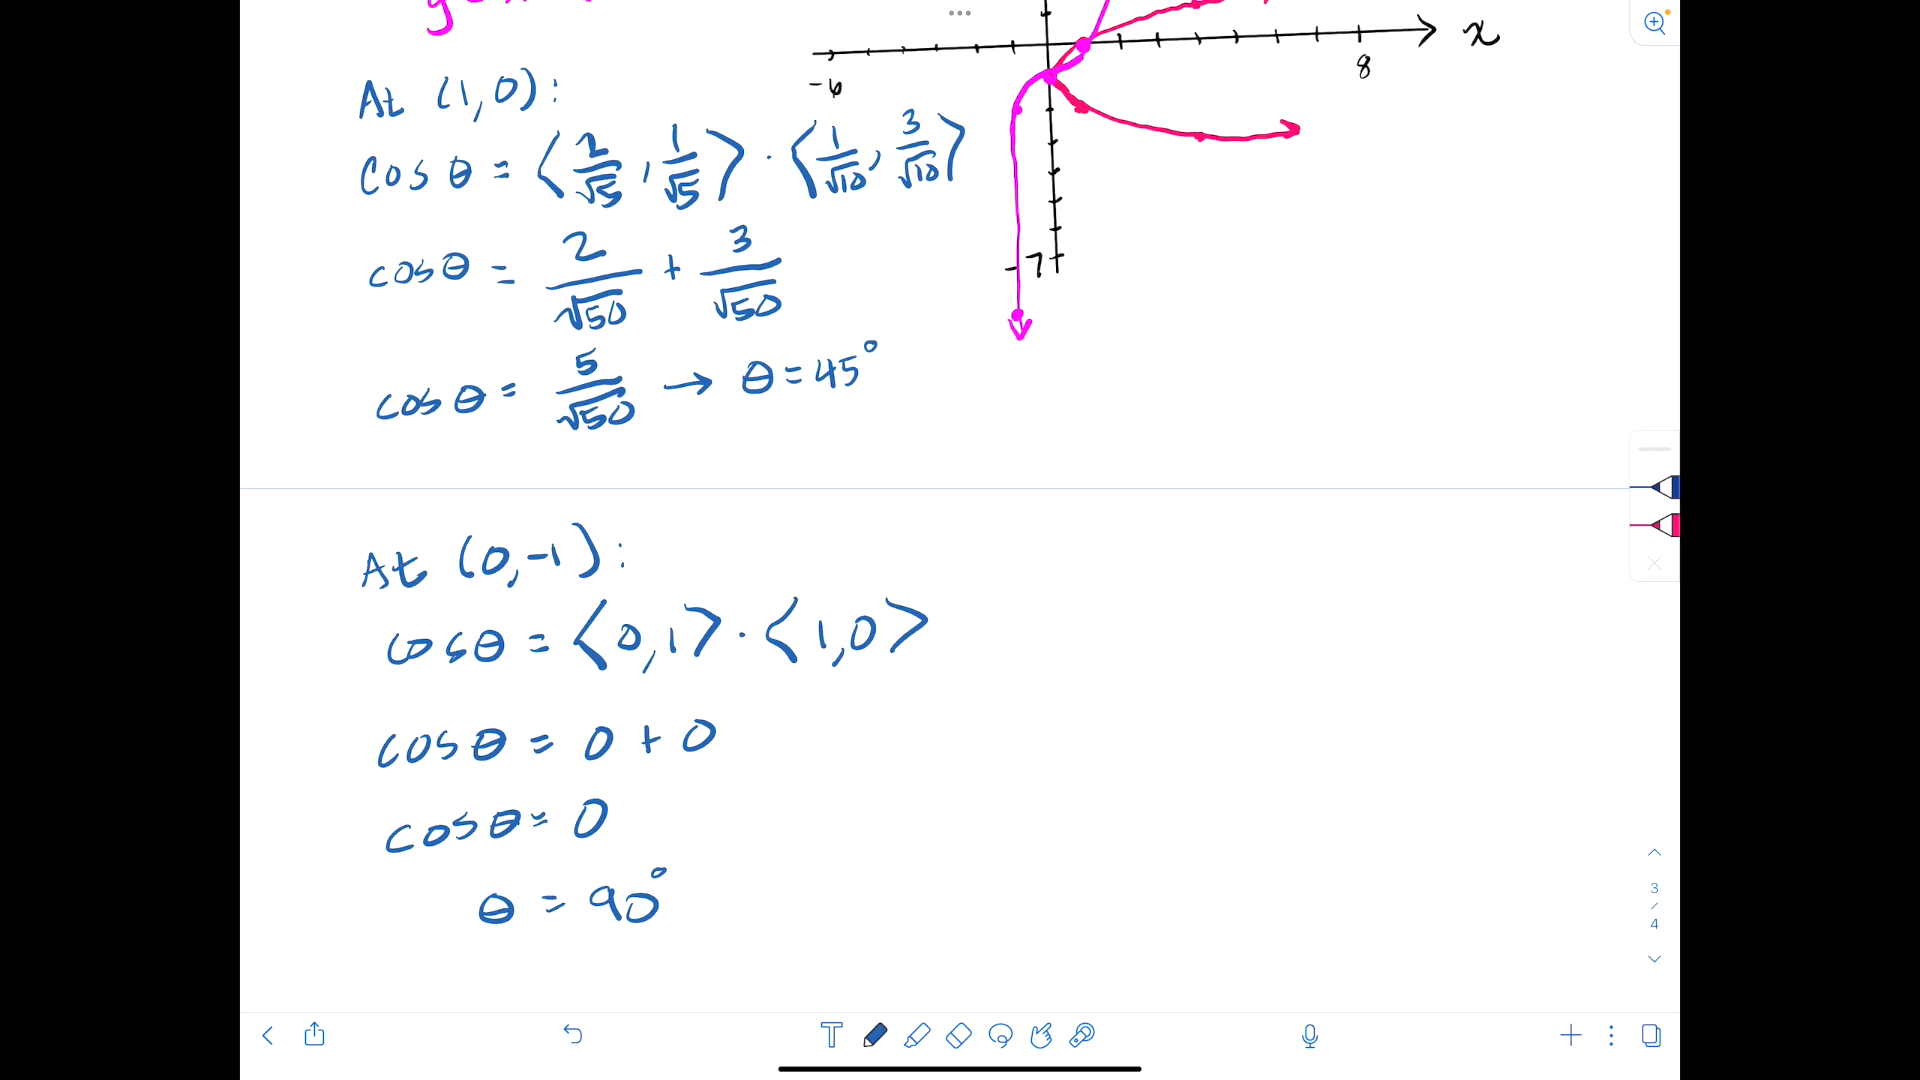 x
-6
8
-7
At (1,0):
cos θ = ⟨2/√5, 1/√5⟩ · ⟨1/√10, 3/√10⟩
cos θ = 2/√50 + 3/√50
cos θ = 5/√50 → θ = 45°
At (0,-1):
cos θ = ⟨0,1⟩ · ⟨1,0⟩
cos θ = 0 + 0
cos θ = 0
θ = 90°
3
/
4
T